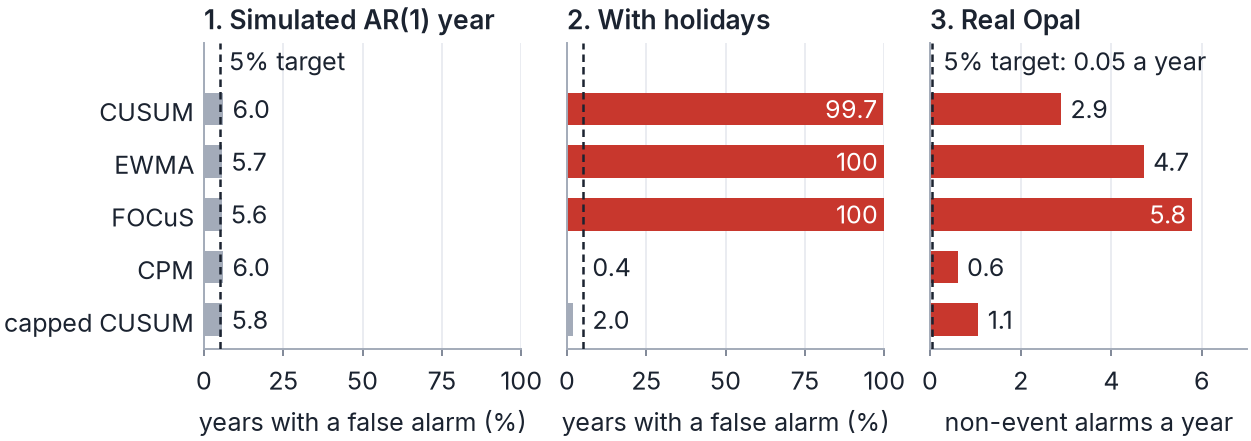 1. Simulated AR(1) year
2. With holidays
3. Real Opal
5% target
5% target: 0.05 a year
CUSUM 6.0 99.7 2.9
EWMA 5.7 100 4.7
FOCuS 5.6 100 5.8
CPM 6.0 0.4 0.6
capped CUSUM 5.8 2.0 1.1
0 25 50 75 100
0 25 50 75 100
0 2 4 6
years with a false alarm (%)
years with a false alarm (%)
non-event alarms a year